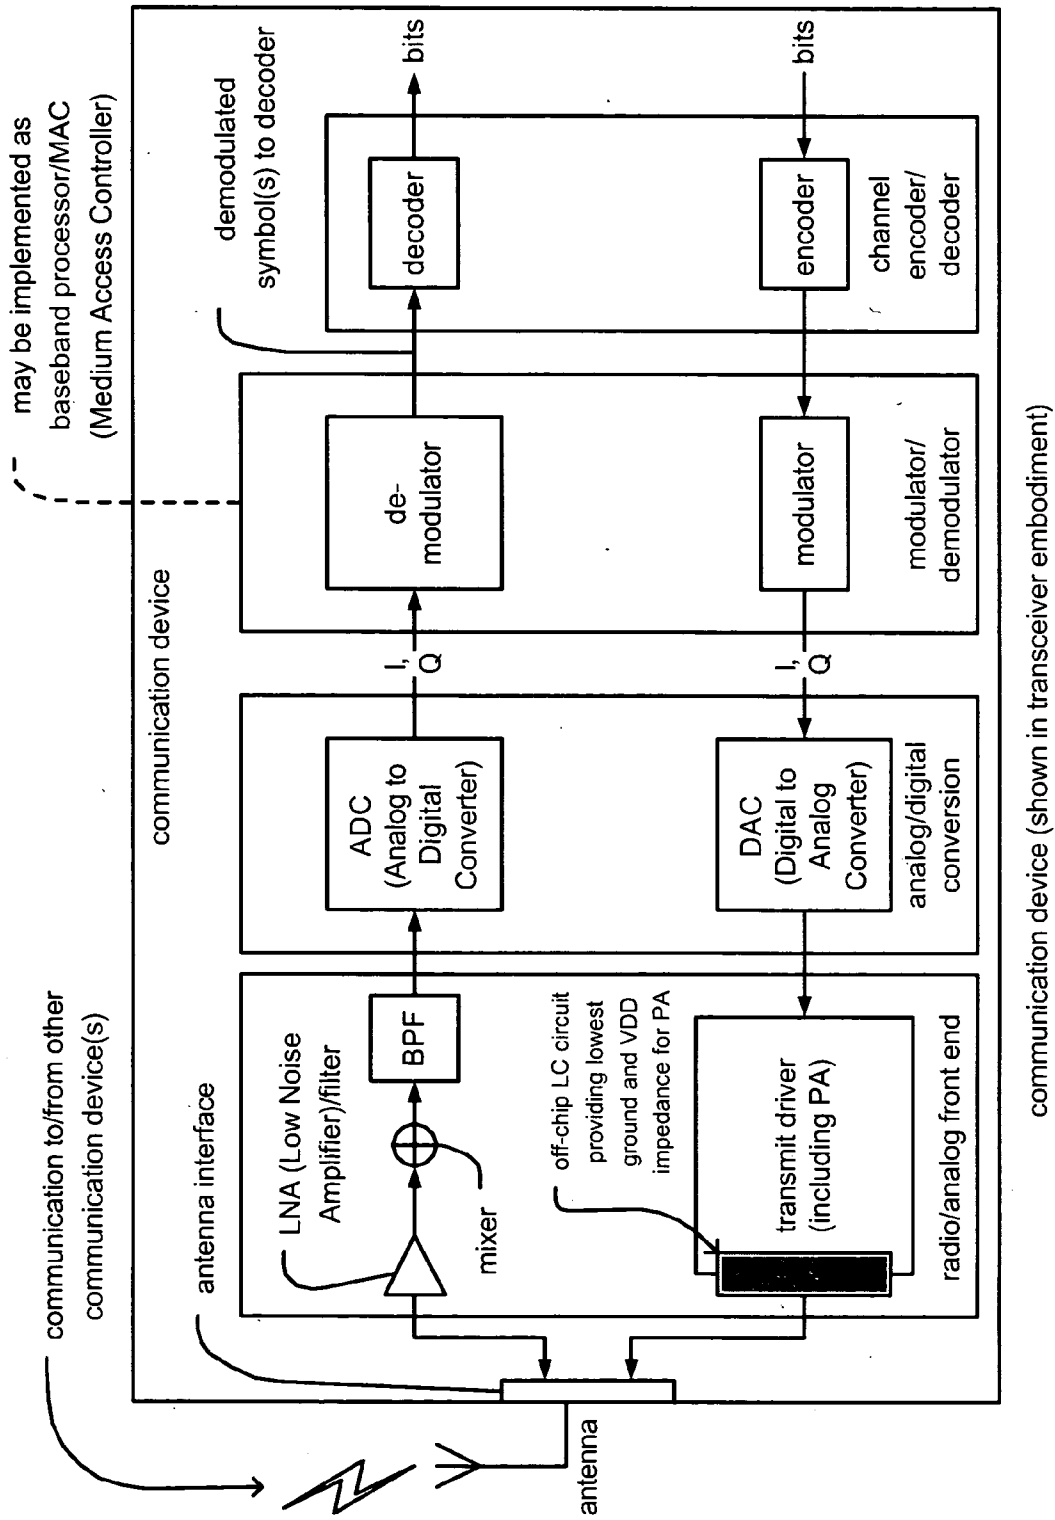 communication to/from other
communication device(s)
may be implemented as
baseband processor/MAC
(Medium Access Controller)
communication device
antenna interface
LNA (Low Noise
Amplifier)/filter
mixer
BPF
ADC
(Analog to
Digital
Converter)
I,
Q
de-
modulator
demodulated
symbol(s) to decoder
decoder
bits
antenna
off-chip LC circuit
providing lowest
ground and VDD
impedance for PA
transmit driver
(including PA)
radio/analog front end
DAC
(Digital to
Analog
Converter)
analog/digital
conversion
I,
Q
modulator
modulator/
demodulator
encoder
channel
encoder/
decoder
bits
communication device (shown in transceiver embodiment)